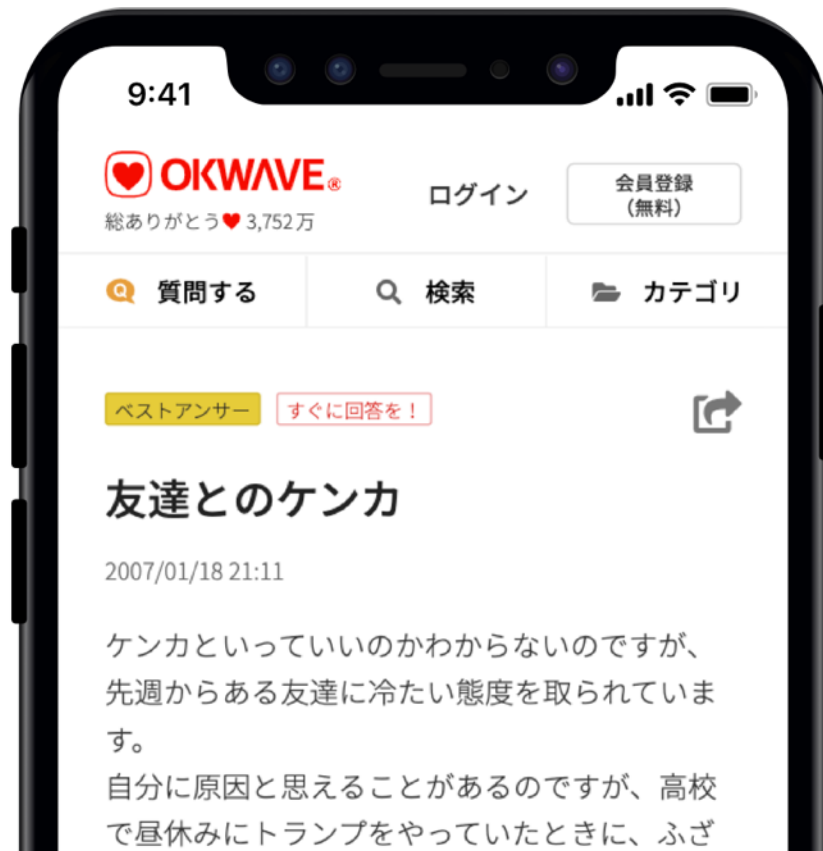 9:41
OKWAVE®
総ありがとう♥ 3,752万
ログイン
会員登録
（無料）
Q 質問する
検索
カテゴリ
ベストアンサー
すぐに回答を！
友達とのケンカ
2007/01/18 21:11
ケンカといっていいのかわからないのですが、
先週からある友達に冷たい態度を取られていま
す。
自分に原因と思えることがあるのですが、高校
で昼休みにトランプをやっていたときに、ふざ